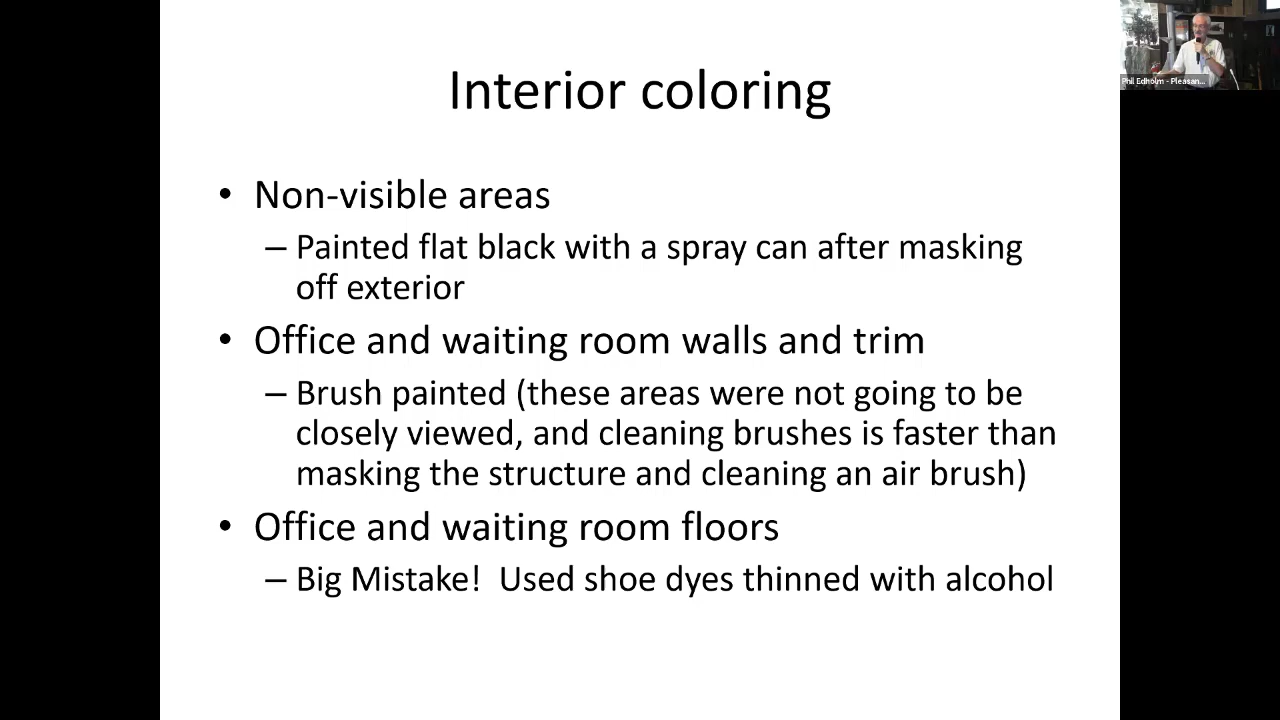 Interior coloring
• Non-visible areas
– Painted flat black with a spray can after masking
off exterior
• Office and waiting room walls and trim
– Brush painted (these areas were not going to be
closely viewed, and cleaning brushes is faster than
masking the structure and cleaning an air brush)
• Office and waiting room floors
– Big Mistake!  Used shoe dyes thinned with alcohol
Phil Edholm - Pleasan...